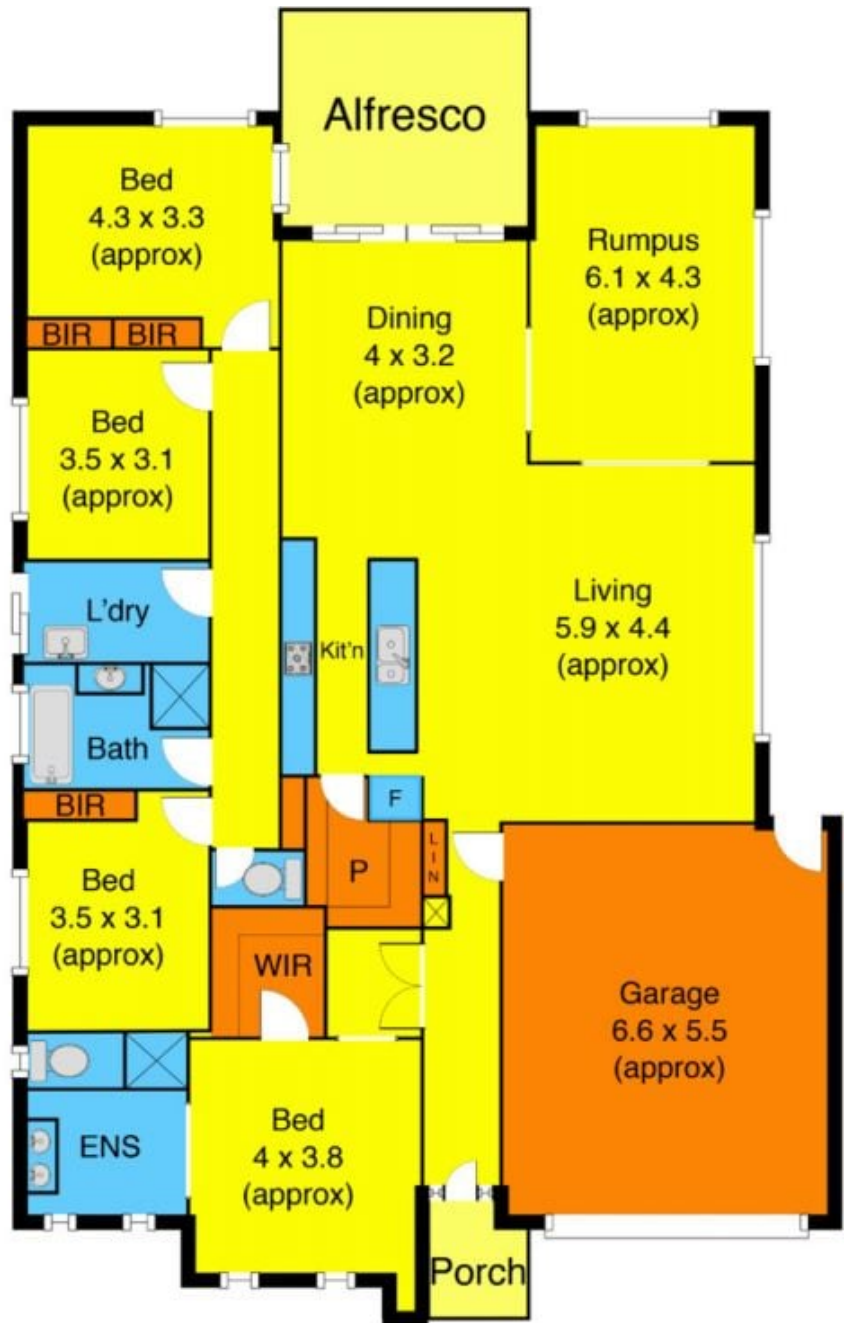 Alfresco
Bed
4.3 x 3.3
(approx)
Rumpus
6.1 x 4.3
(approx)
Dining
4 x 3.2
(approx)
BIR BIR
Bed
3.5 x 3.1
(approx)
L'dry
Kit'n
Living
5.9 x 4.4
(approx)
Bath
BIR
F
LIN
P
Bed
3.5 x 3.1
(approx)
WIR
Garage
6.6 x 5.5
(approx)
ENS
Bed
4 x 3.8
(approx)
Porch